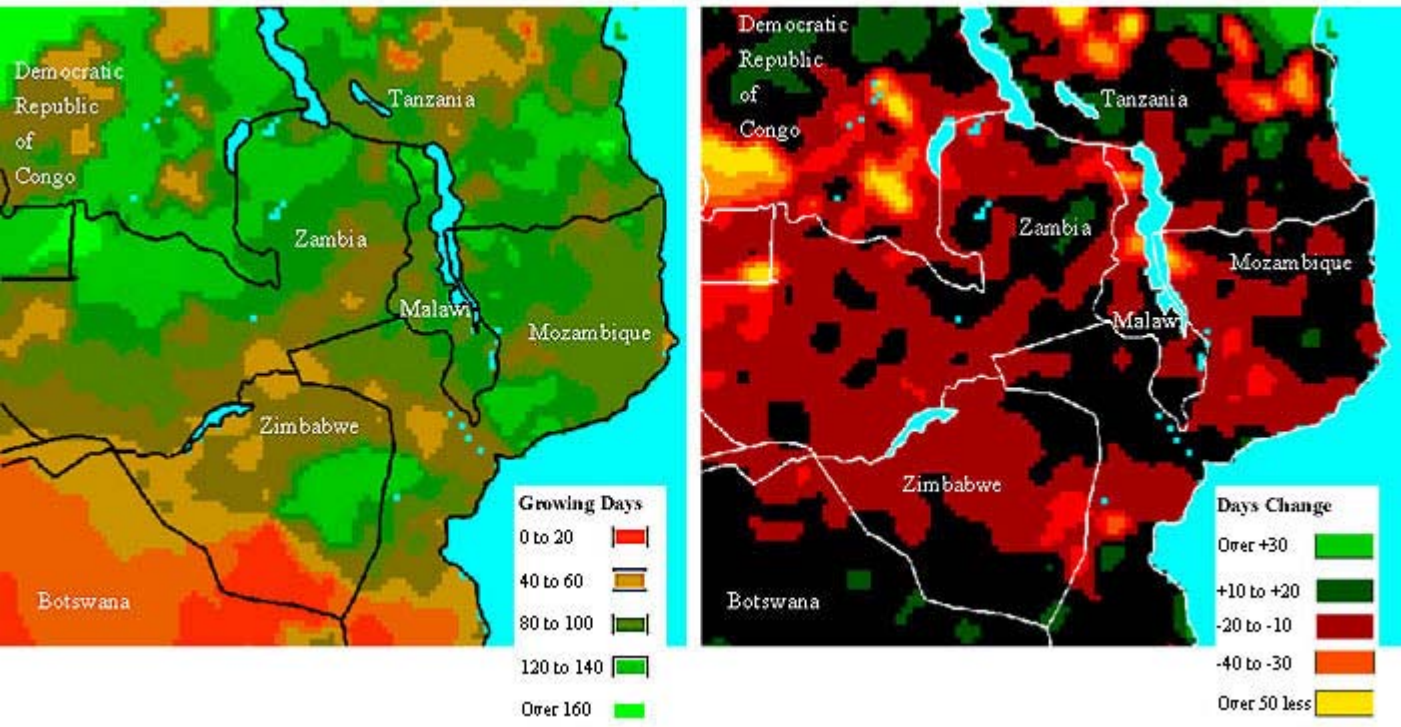 Democratic
Republic
of
Congo
Tanzania
Zambia
Malawi
Mozambique
Zimbabwe
Botswana
Growing Days
0 to 20
40 to 60
80 to 100
120 to 140
Over 160
Democratic
Republic
of
Congo
Tanzania
Zambia
Mozambique
Malawi
Zimbabwe
Botswana
Days Change
Over +30
+10 to +20
-20 to -10
-40 to -30
Over 50 less